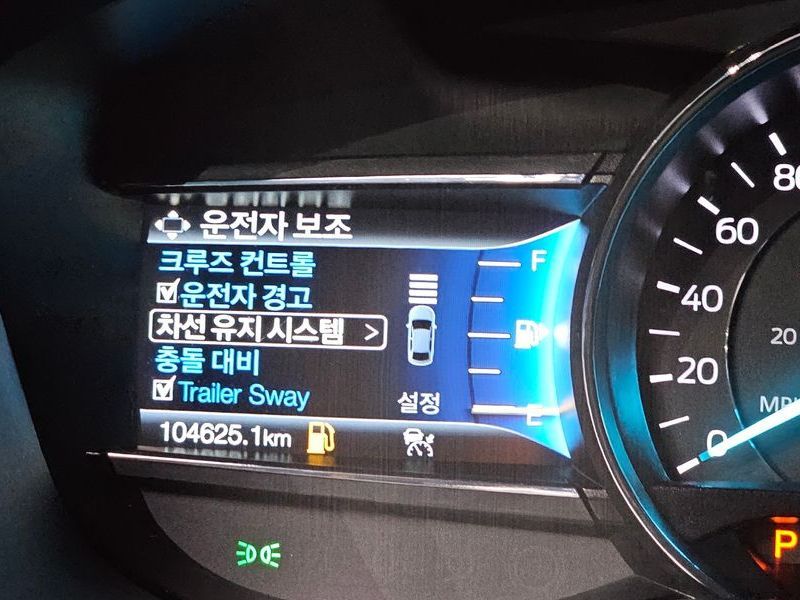 운전자 보조
크루즈 컨트롤
운전자 경고
차선 유지 시스템 >
충돌 대비
Trailer Sway
설정
104625.1km
F
E
80
60
40
20
0
20
MPH
P